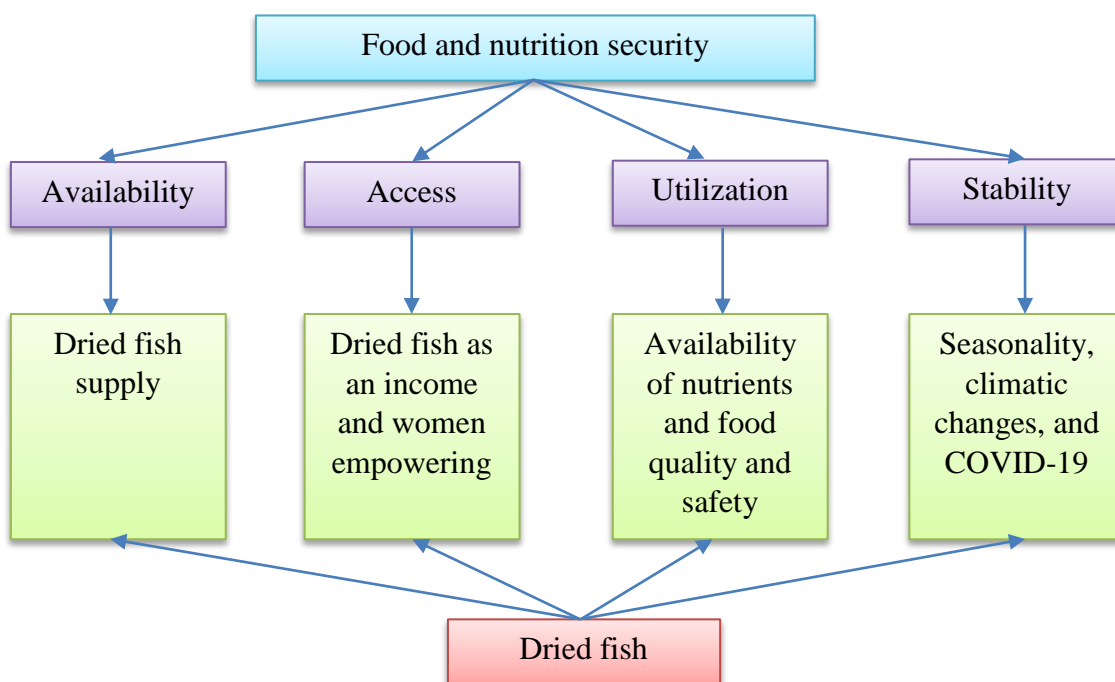 Food and nutrition security
Availability
Access
Utilization
Stability
Dried fish
supply
Dried fish as
an income
and women
empowering
Availability
of nutrients
and food
quality and
safety
Seasonality,
climatic
changes, and
COVID-19
Dried fish